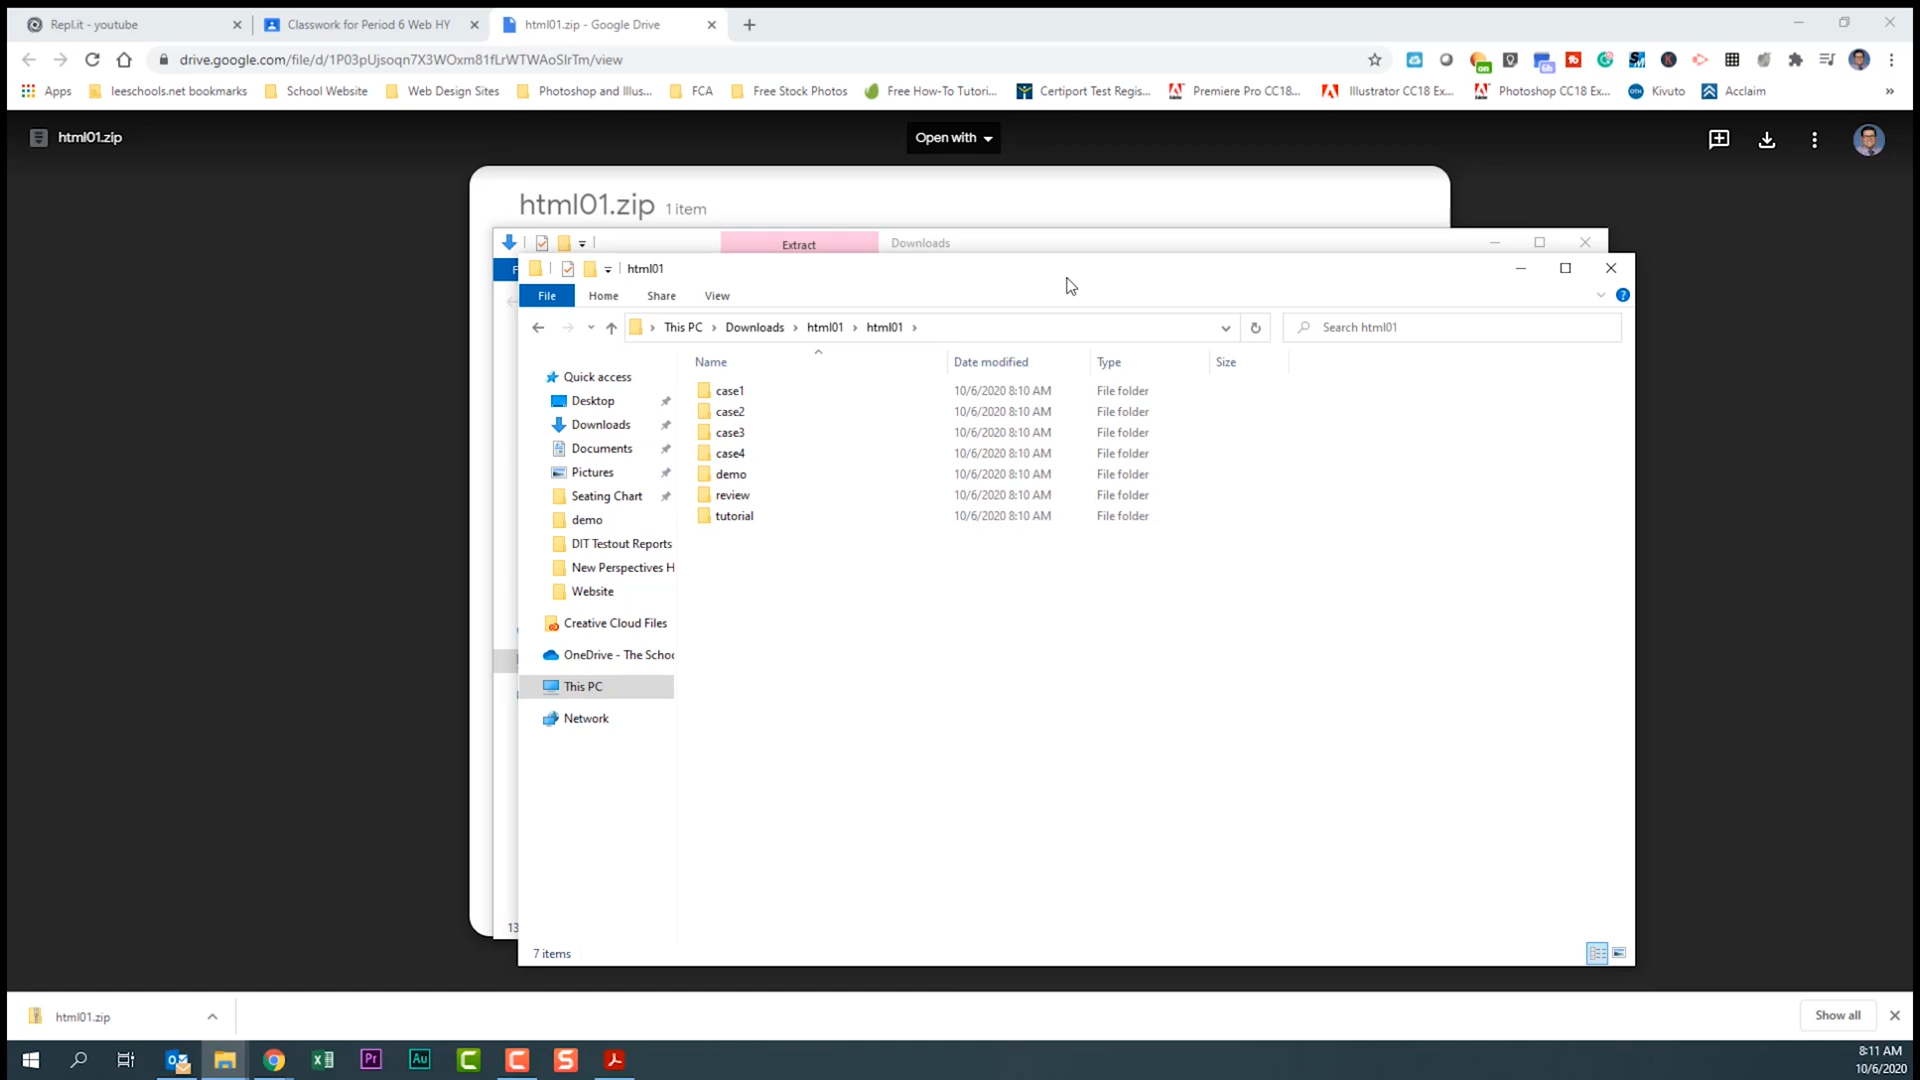 Repl.it - youtube
Classwork for Period 6 Web HY
html01.zip - Google Drive
drive.google.com/file/d/1P03pUjsoqn7X3WOxm81fLrWTWAoSIrTm/view
on
6h
Apps
leeschools.net bookmarks
School Website
Web Design Sites
Photoshop and Illus...
FCA
Free Stock Photos
Free How-To Tutori...
Certiport Test Regis...
Premiere Pro CC18...
Illustrator CC18 Ex...
Photoshop CC18 Ex...
Kivuto
Acclaim
»
html01.zip
Open with
html01.zip 1 item
Extract
Downloads
html01
File
Home
Share
View
This PC
Downloads
html01
html01
Search html01
Name
Date modified
Type
Size
case1 10/6/2020 8:10 AM File folder
case2 10/6/2020 8:10 AM File folder
case3 10/6/2020 8:10 AM File folder
case4 10/6/2020 8:10 AM File folder
demo 10/6/2020 8:10 AM File folder
review 10/6/2020 8:10 AM File folder
tutorial 10/6/2020 8:10 AM File folder
Quick access
Desktop
Downloads
Documents
Pictures
Seating Chart
demo
DIT Testout Reports
New Perspectives H
Website
Creative Cloud Files
OneDrive - The Schoo
This PC
Network
13
7 items
html01.zip
Show all
Pr
Au
8:11 AM
10/6/2020